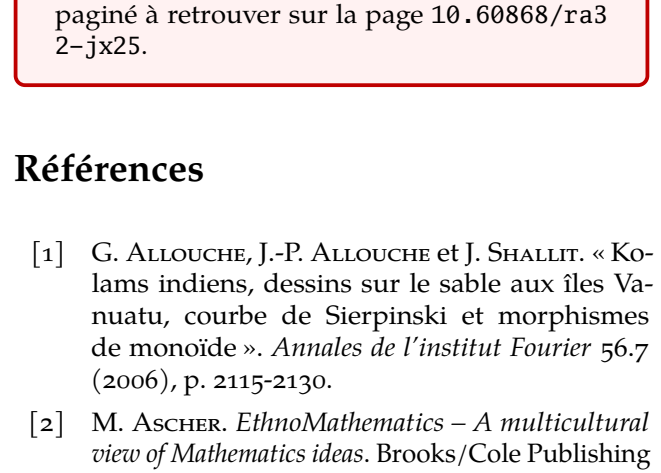 paginé à retrouver sur la page 10.60868/ra3
2-jx25.
Références
[1] G. Allouche, J.-P. Allouche et J. Shallit. « Ko-
lams indiens, dessins sur le sable aux îles Va-
nuatu, courbe de Sierpinski et morphismes
de monoïde ». Annales de l'institut Fourier 56.7
(2006), p. 2115-2130.
[2] M. Ascher. EthnoMathematics – A multicultural
view of Mathematics ideas. Brooks/Cole Publishing